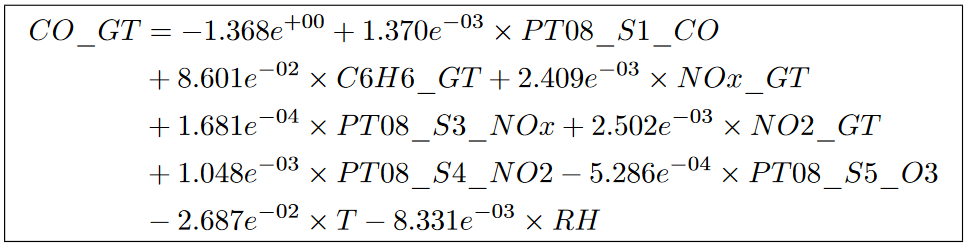 CO_GT = −1.368e^{+00} + 1.370e^{−03} × PT08_S1_CO
+ 8.601e^{−02} × C6H6_GT + 2.409e^{−03} × NOx_GT
+ 1.681e^{−04} × PT08_S3_NOx + 2.502e^{−03} × NO2_GT
+ 1.048e^{−03} × PT08_S4_NO2 − 5.286e^{−04} × PT08_S5_O3
− 2.687e^{−02} × T − 8.331e^{−03} × RH